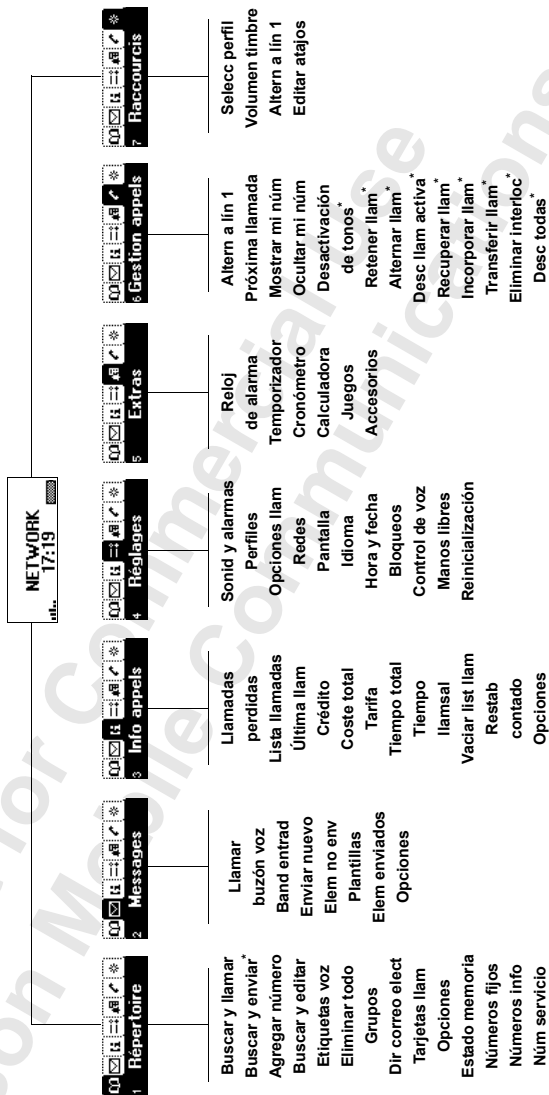 NETWORK
17:19
1 Répertoire
Buscar y llamar
Buscar y enviar*
Agregar número
Buscar y editar
Etiquetas voz
Eliminar todo
Grupos
Dir correo elect
Tarjetas llam
Opciones
Estado memoria
Números fijos
Números info
Núm servicio
2 Messages
Llamar
buzón voz
Band entrad
Enviar nuevo
Elem no env
Plantillas
Elem enviados
Opciones
3 Info appels
Llamadas
perdidas
Lista llamadas
Última llam
Crédito
Coste total
Tarifa
Tiempo total
Tiempo
llamsal
Vaciar list llam
Restab
contado
Opciones
4 Réglages
Sonid y alarmas
Perfiles
Opciones llam
Redes
Pantalla
Idioma
Hora y fecha
Bloqueos
Control de voz
Manos libres
Reinicialización
5 Extras
Reloj
de alarma
Temporizador
Cronómetro
Calculadora
Juegos
Accesorios
6 Gestion appels
Altern a lín 1
Próxima llamada
Mostrar mi núm
Ocultar mi núm
Desactivación
de tonos*
Retener llam*
Alternar llam*
Desc llam activa*
Recuperar llam*
Incorporar llam*
Transferir llam*
Eliminar interloc*
Desc todas*
7 Raccourcis
Selecc perfil
Volumen timbre
Altern a lín 1
Editar atajos
for Commercial Use
on Mobile Communications